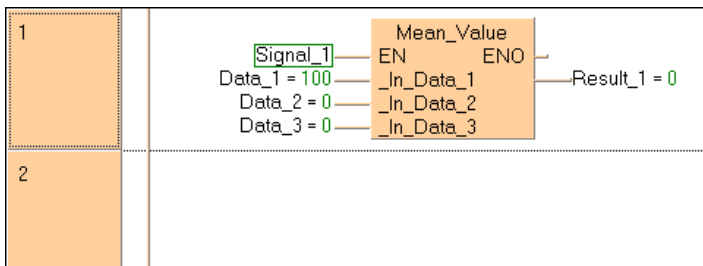 1
Mean_Value
Signal_1 EN ENO
Data_1 = 100 _In_Data_1 Result_1 = 0
Data_2 = 0 _In_Data_2
Data_3 = 0 _In_Data_3
2